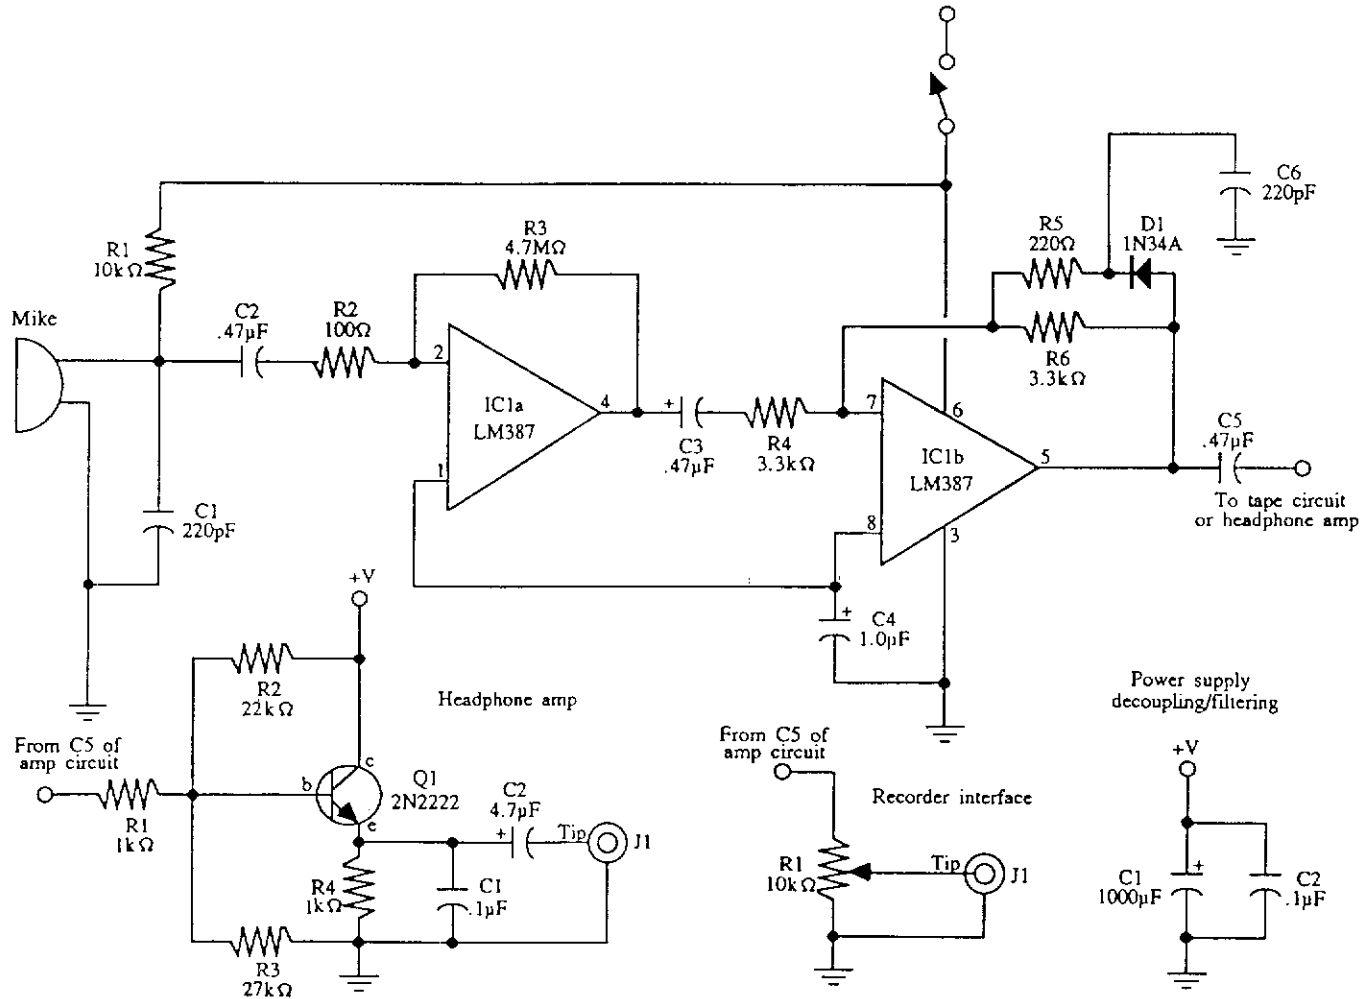 R1
10kΩ
Mike
C2
.47µF
R2
100Ω
R3
4.7MΩ
2
1
IC1a
LM387
4
+
C3
.47µF
R4
3.3kΩ
C1
220pF
R5
220Ω
D1
1N34A
C6
220pF
R6
3.3kΩ
7
6
8
3
5
IC1b
LM387
C5
.47µF
To tape circuit
or headphone amp
+
C4
1.0µF
+V
R2
22kΩ
Headphone amp
From C5 of
amp circuit
R1
1kΩ
b
c
e
Q1
2N2222
C2
4.7µF
+
Tip
J1
R4
1kΩ
C1
.1µF
R3
27kΩ
From C5 of
amp circuit
Recorder interface
R1
10kΩ
Tip
J1
Power supply
decoupling/filtering
+V
+
C1
1000µF
C2
.1µF